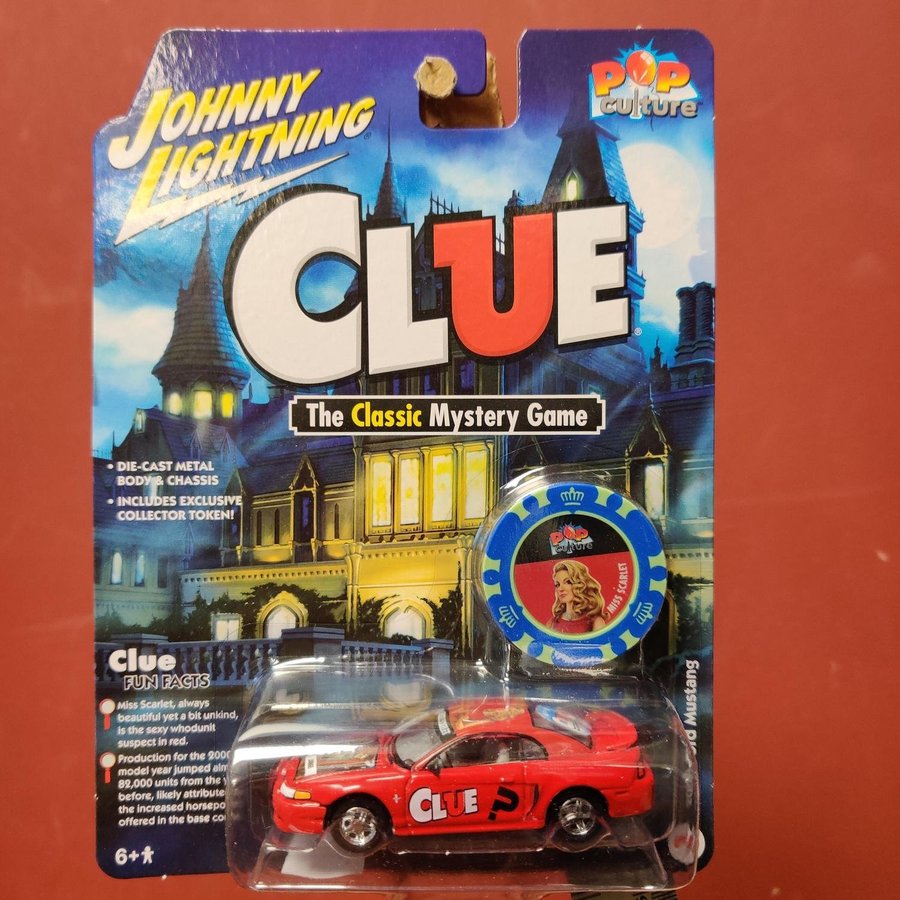 JOHNNY
LIGHTNING
POP
culture
CLUE
The Classic Mystery Game
• DIE-CAST METAL
BODY & CHASSIS
• INCLUDES EXCLUSIVE
COLLECTOR TOKEN!
POP
culture
MISS SCARLET
Clue
FUN FACTS
Miss Scarlet, always
beautiful yet a bit unkind,
is the sexy whodunit
suspect in red.
Production for the 2000
model year jumped
82,000 units from the
before, likely
the increased
offered in the base
6+
Mustang
CLUE
?